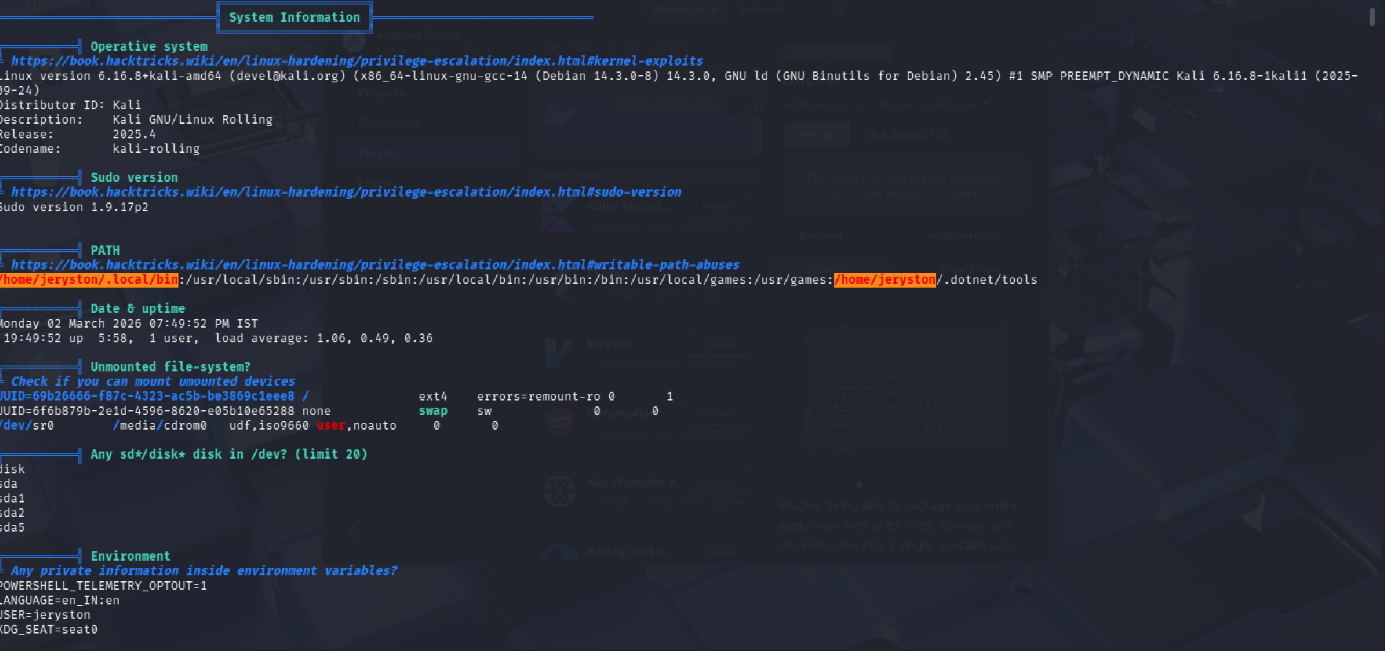 System Information
Operative system
https://book.hacktricks.wiki/en/linux-hardening/privilege-escalation/index.html#kernel-exploits
Linux version 6.16.8+kali-amd64 (devel@kali.org) (x86_64-linux-gnu-gcc-14 (Debian 14.3.0-8) 14.3.0, GNU ld (GNU Binutils for Debian) 2.45) #1 SMP PREEMPT_DYNAMIC Kali 6.16.8-1kali1 (2025-
09-24)
Distributor ID: Kali
Description:    Kali GNU/Linux Rolling
Release:        2025.4
Codename:       kali-rolling
Sudo version
https://book.hacktricks.wiki/en/linux-hardening/privilege-escalation/index.html#sudo-version
Sudo version 1.9.17p2
PATH
https://book.hacktricks.wiki/en/linux-hardening/privilege-escalation/index.html#writable-path-abuses
/home/jeryston/.local/bin:/usr/local/sbin:/usr/sbin:/sbin:/usr/local/bin:/usr/bin:/bin:/usr/local/games:/usr/games:/home/jeryston/.dotnet/tools
Date & uptime
Monday 02 March 2026 07:49:52 PM IST
19:49:52 up  5:58,  1 user,  load average: 1.06, 0.49, 0.36
Unmounted file-system?
Check if you can mount umounted devices
UUID=69b26666-f87c-4323-ac5b-be3869c1eee8 /               ext4    errors=remount-ro 0       1
UUID=6f6b879b-2e1d-4596-8620-e05b10e65288 none            swap    sw              0       0
/dev/sr0        /media/cdrom0   udf,iso9660 user,noauto     0       0
Any sd*/disk* disk in /dev? (limit 20)
disk
sda
sda1
sda2
sda5
Environment
Any private information inside environment variables?
POWERSHELL_TELEMETRY_OPTOUT=1
LANGUAGE=en_IN:en
USER=jeryston
XDG_SEAT=seat0